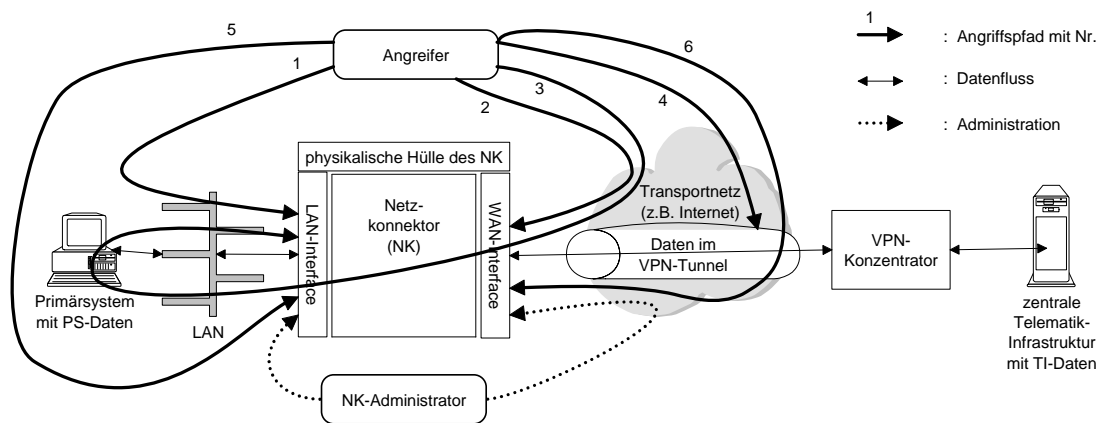 5
Angreifer
6
1
: Angriffspfad mit Nr.
1
3
2
4
: Datenfluss
: Administration
physikalische Hülle des NK
LAN-Interface
Netz-
konnektor
(NK)
WAN-Interface
Transportnetz
(z.B. Internet)
Daten im
VPN-Tunnel
VPN-
Konzentrator
Primärsystem
mit PS-Daten
LAN
zentrale
Telematik-
Infrastruktur
mit TI-Daten
NK-Administrator